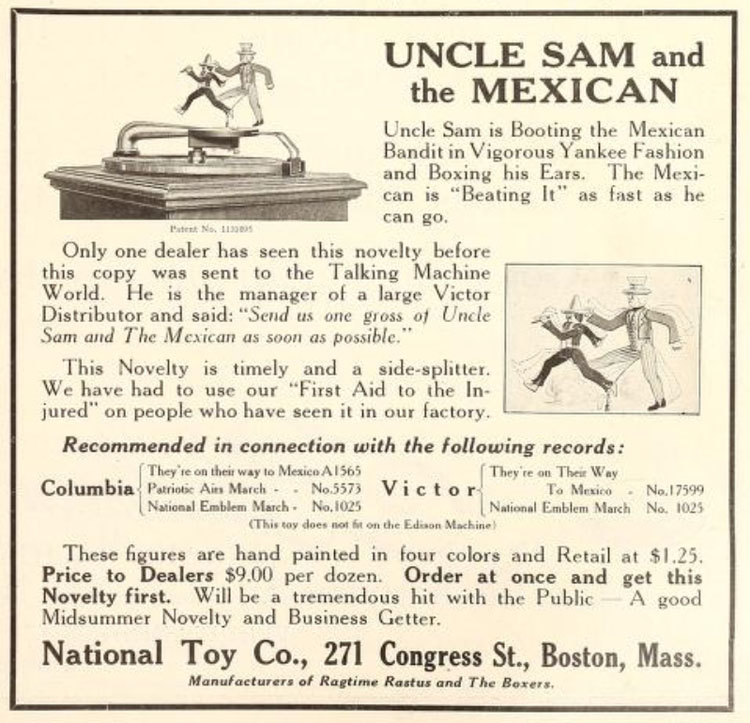 UNCLE SAM and
the MEXICAN
Uncle Sam is Booting the Mexican
Bandit in Vigorous Yankee Fashion
and Boxing his Ears. The Mexi-
can is "Beating It" as fast as he
can go.
Patent No. 1131895
Only one dealer has seen this novelty before
this copy was sent to the Talking Machine
World. He is the manager of a large Victor
Distributor and said: "Send us one gross of Uncle
Sam and The Mexican as soon as possible."
This Novelty is timely and a side-splitter.
We have had to use our "First Aid to the In-
jured" on people who have seen it in our factory.
Recommended in connection with the following records:
Columbia
They're on their way to Mexico A1565
Patriotic Airs March - - No.5573
National Emblem March - No.1025
Victor
They're on Their Way
To Mexico - No.17599
National Emblem March No. 1025
(This toy does not fit on the Edison Machine)
These figures are hand painted in four colors and Retail at $1.25.
Price to Dealers $9.00 per dozen. Order at once and get this
Novelty first. Will be a tremendous hit with the Public — A good
Midsummer Novelty and Business Getter.
National Toy Co., 271 Congress St., Boston, Mass.
Manufacturers of Ragtime Rastus and The Boxers.